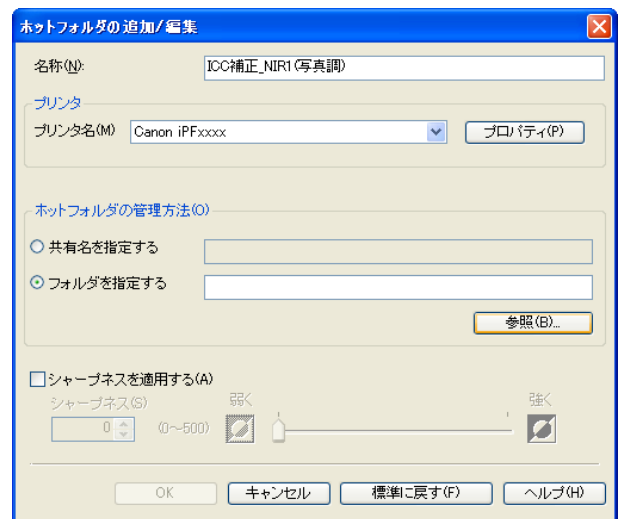 ホットフォルダの追加/編集
名称(N): ICC補正_NIR1(写真調)
プリンタ
プリンタ名(M) Canon iPFxxxx プロパティ(P)
ホットフォルダの管理方法(O)
共有名を指定する
フォルダを指定する
参照(B)...
シャープネスを適用する(A)
シャープネス(S) 弱く 強く
0 (0～500)
OK キャンセル 標準に戻す(F) ヘルプ(H)